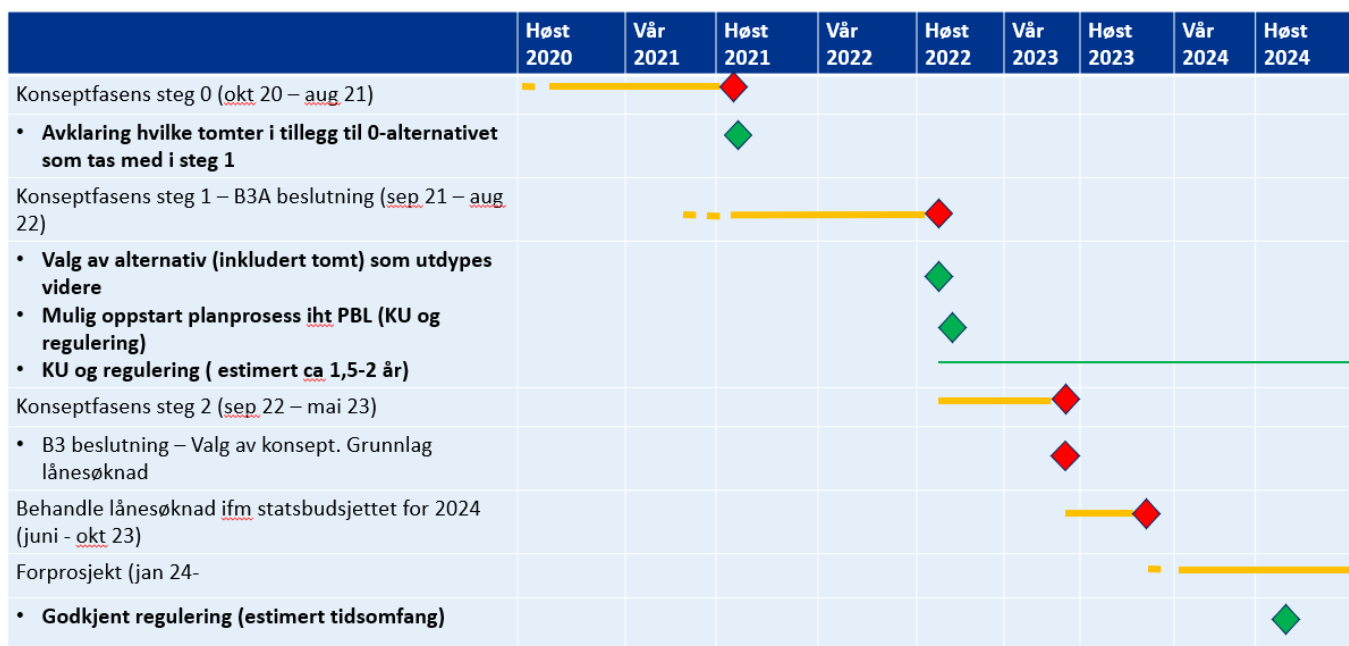 Høst 2020 Vår 2021 Høst 2021 Vår 2022 Høst 2022 Vår 2023 Høst 2023 Vår 2024 Høst 2024
Konseptfasens steg 0 (okt 20 – aug 21)
• Avklaring hvilke tomter i tillegg til 0-alternativet
som tas med i steg 1
Konseptfasens steg 1 – B3A beslutning (sep 21 – aug
22)
• Valg av alternativ (inkludert tomt) som utdypes
videre
• Mulig oppstart planprosess iht PBL (KU og
regulering)
• KU og regulering ( estimert ca 1,5-2 år)
Konseptfasens steg 2 (sep 22 – mai 23)
• B3 beslutning – Valg av konsept. Grunnlag
lånesøknad
Behandle lånesøknad ifm statsbudsjettet for 2024
(juni - okt 23)
Forprosjekt (jan 24-
• Godkjent regulering (estimert tidsomfang)